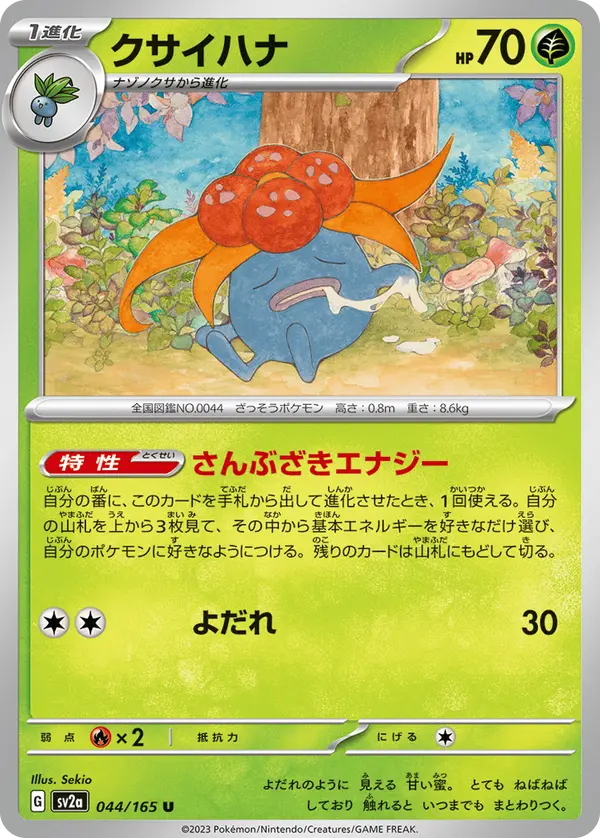 1進化
クサイハナ
HP70
ナゾノクサから進化
全国図鑑NO.0044 ざっそうポケモン 高さ:0.8m 重さ:8.6kg
特性 とくせい さんぶざきエナジー
自分の番に、このカードを手札から出して進化させたとき、1回使える。自分
の山札を上から3枚見て、その中から基本エネルギーを好きなだけ選び、
自分のポケモンに好きなようにつける。残りのカードは山札にもどして切る。
よだれ 30
弱点 ×2 抵抗力 にげる
Illus. Sekio
G sv2a 044/165 U
よだれのように 見える 甘い蜜。 とても ねばねば
しており 触れると いつまでも まとわりつく。
©2023 Pokémon/Nintendo/Creatures/GAME FREAK.